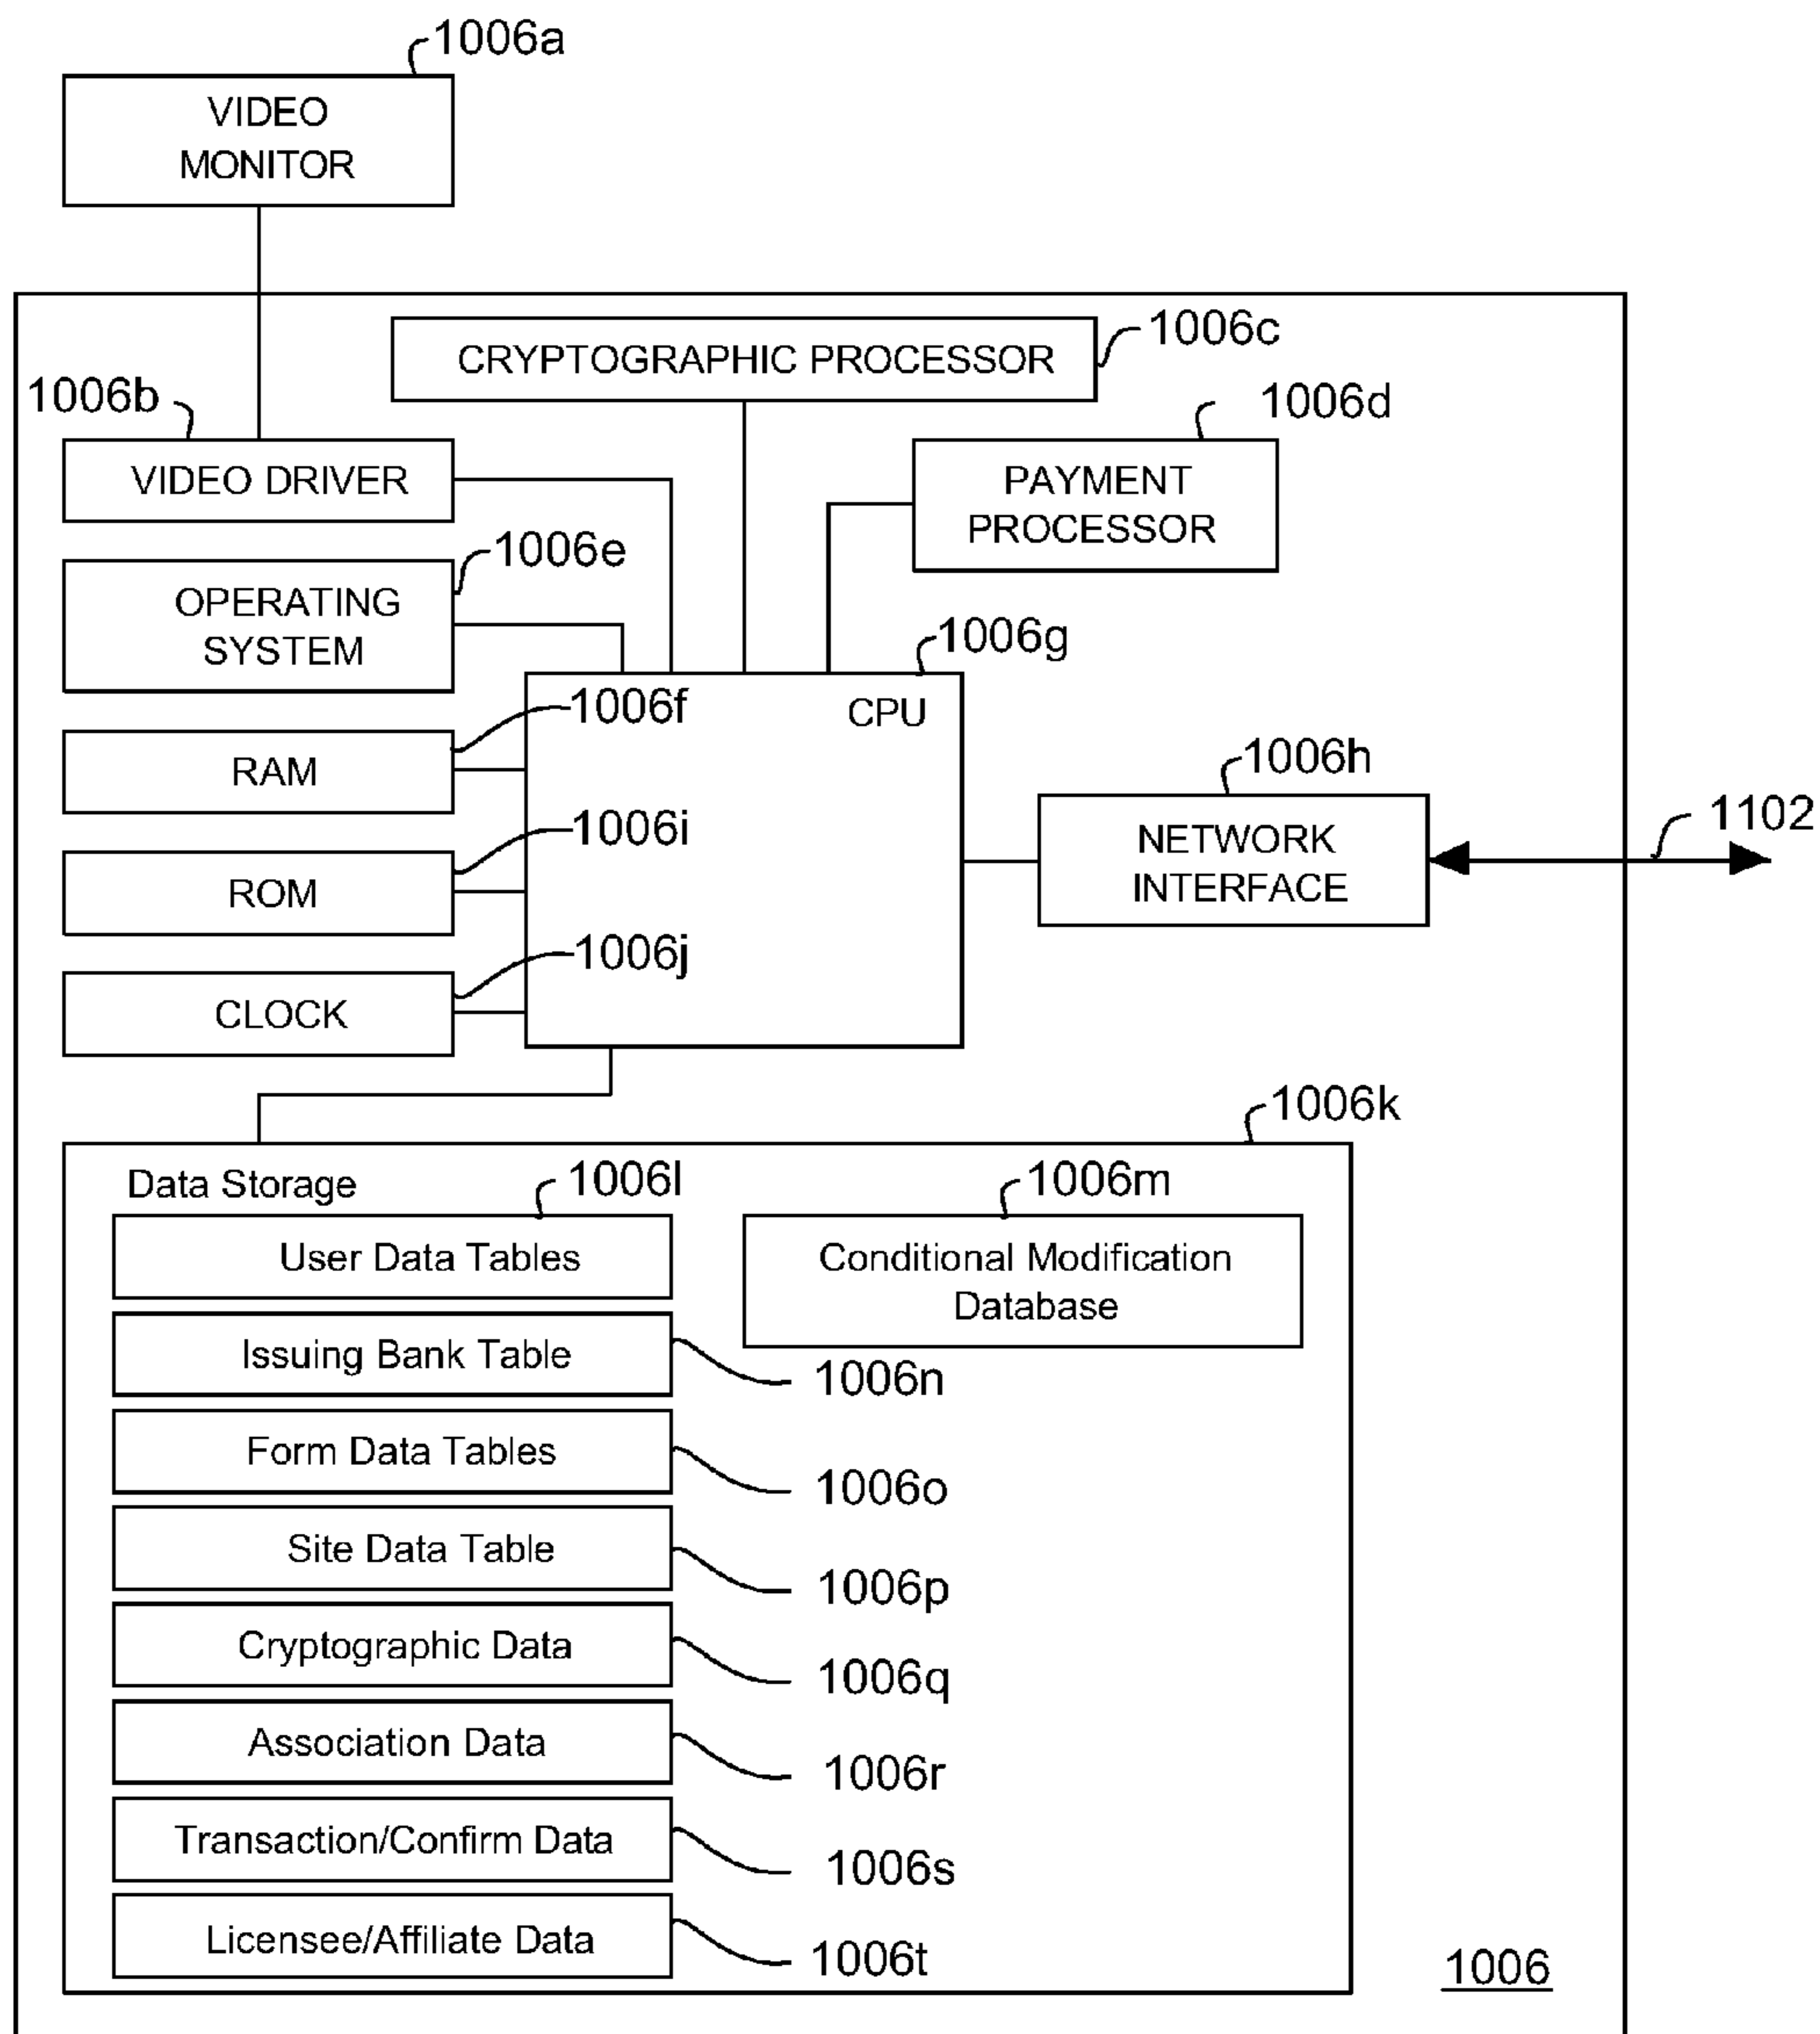 1006a
VIDEO
MONITOR
1006c
CRYPTOGRAPHIC PROCESSOR
1006b
1006d
VIDEO DRIVER
PAYMENT
PROCESSOR
1006e
OPERATING
SYSTEM
1006g
1006f
CPU
RAM
1006h
1102
1006i
NETWORK
INTERFACE
ROM
1006j
CLOCK
1006k
Data Storage
1006l
1006m
User Data Tables
Conditional Modification
Database
Issuing Bank Table
1006n
Form Data Tables
1006o
Site Data Table
1006p
Cryptographic Data
1006q
Association Data
1006r
Transaction/Confirm Data
1006s
Licensee/Affiliate Data
1006t
1006